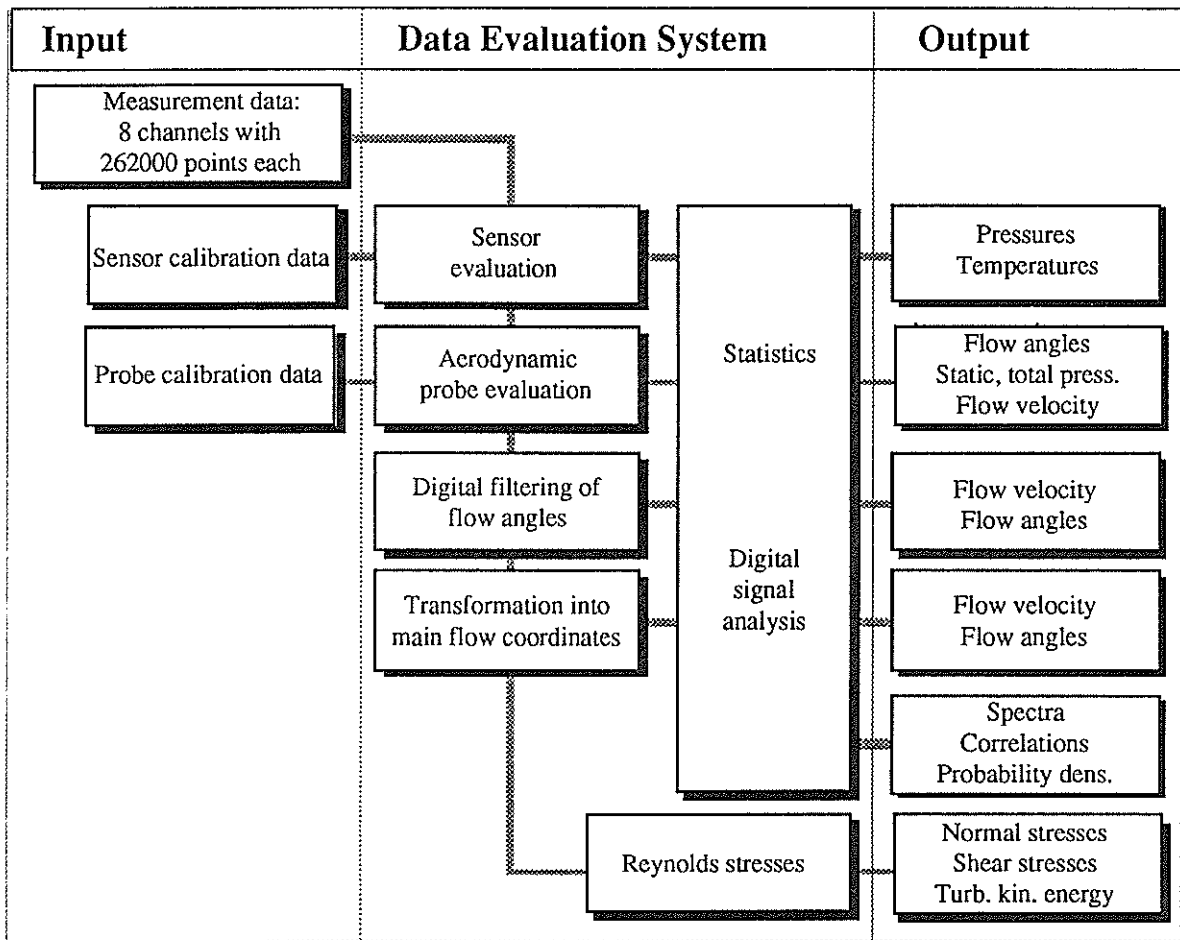 Input
Data Evaluation System
Output
Measurement data:
8 channels with
262000 points each
Sensor calibration data
Sensor
evaluation
Pressures
Temperatures
Probe calibration data
Aerodynamic
probe evaluation
Statistics
Flow angles
Static, total press.
Flow velocity
Digital filtering of
flow angles
Flow velocity
Flow angles
Digital
signal
analysis
Transformation into
main flow coordinates
Flow velocity
Flow angles
Spectra
Correlations
Probability dens.
Reynolds stresses
Normal stresses
Shear stresses
Turb. kin. energy